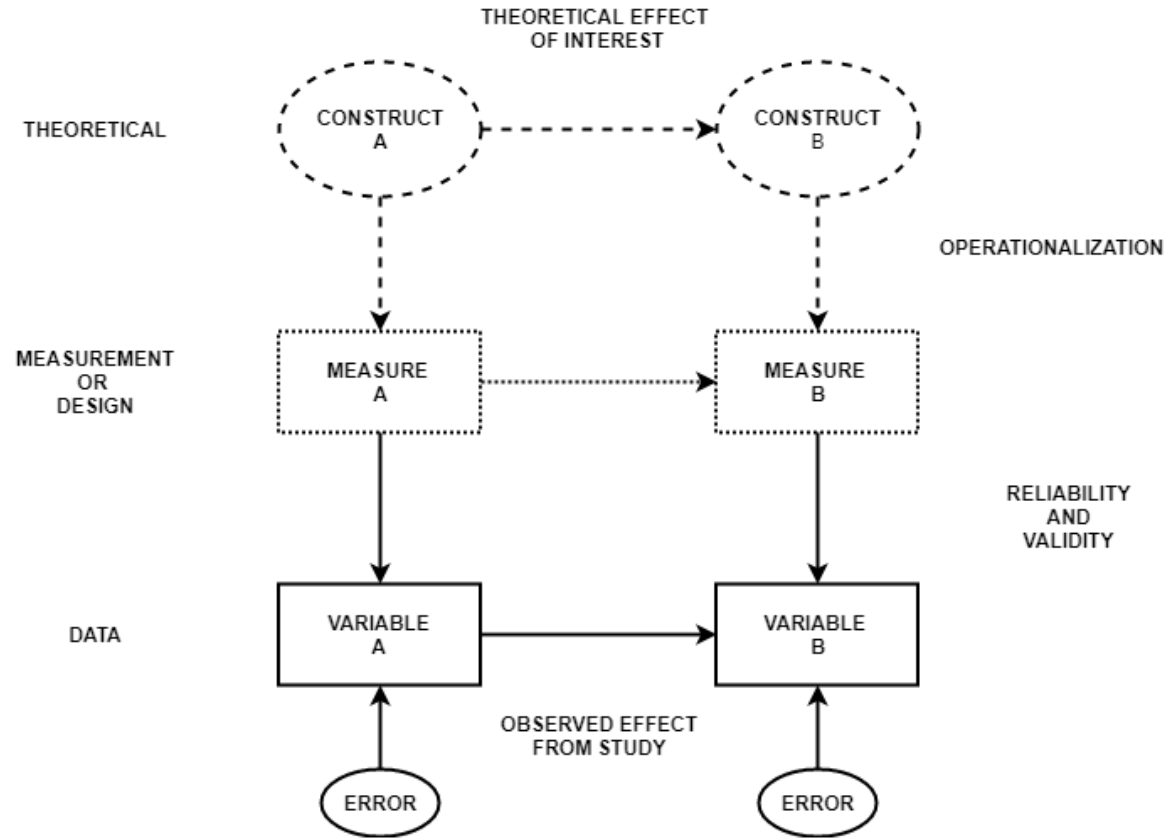 THEORETICAL EFFECT
OF INTEREST
THEORETICAL
CONSTRUCT
A
CONSTRUCT
B
OPERATIONALIZATION
MEASUREMENT
OR
DESIGN
MEASURE
A
MEASURE
B
RELIABILITY
AND
VALIDITY
DATA
VARIABLE
A
VARIABLE
B
OBSERVED EFFECT
FROM STUDY
ERROR
ERROR